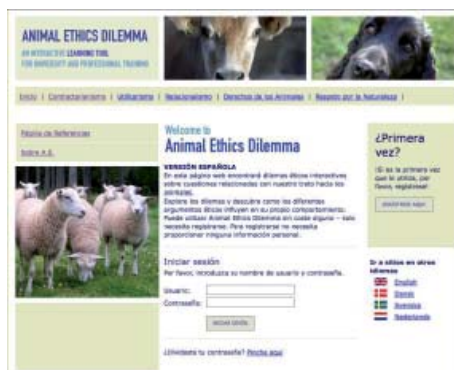 ANIMAL ETHICS DILEMMA
AN INTERACTIVE LEARNING TOOL
FOR UNIVERSITY AND PROFESSIONAL TRAINING
Inicio | Contractarianismo | Utilitarismo | Relacionalismo | Derechos de los Animales | Respeto por la Naturaleza |
Página de Referencias
Sobre A.E.
Welcome to
Animal Ethics Dilemma
VERSIÓN ESPAÑOLA
En esta página web encontrará dilemas éticos interactivos
sobre cuestiones relacionadas con nuestro trato hacia los
animales.
Explore los dilemas y descubra como los diferentes
argumentos éticos influyen en su propio comportamiento.
Puede utilizar Animal Ethics Dilemma sin coste alguno – solo
necesita registrarse. Para registrarse no necesita
proporcionar ninguna información personal.
Iniciar sesión
Por favor, introduzca su nombre de usuario y contraseña.
Usuario:
Contraseña:
INICIAR SESIÓN
¿Olvidaste tu contraseña? Pinche aquí
¿Primera
vez?
¡Si es la primera vez
que lo utiliza, por
favor, regístrese!
REGÍSTRESE AQUÍ
Ir a sitios en otros
idiomas
English
Dansk
Svenska
Nederlands